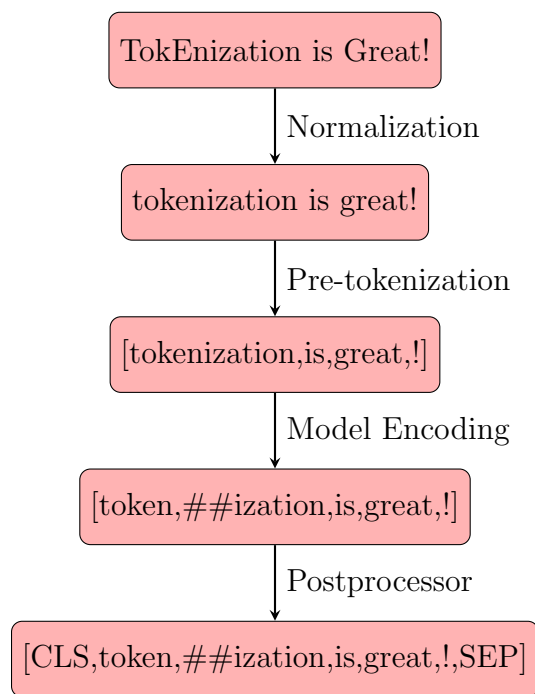 TokEnization is Great!
Normalization
tokenization is great!
Pre-tokenization
[tokenization,is,great,!]
Model Encoding
[token,##ization,is,great,!]
Postprocessor
[CLS,token,##ization,is,great,!,SEP]